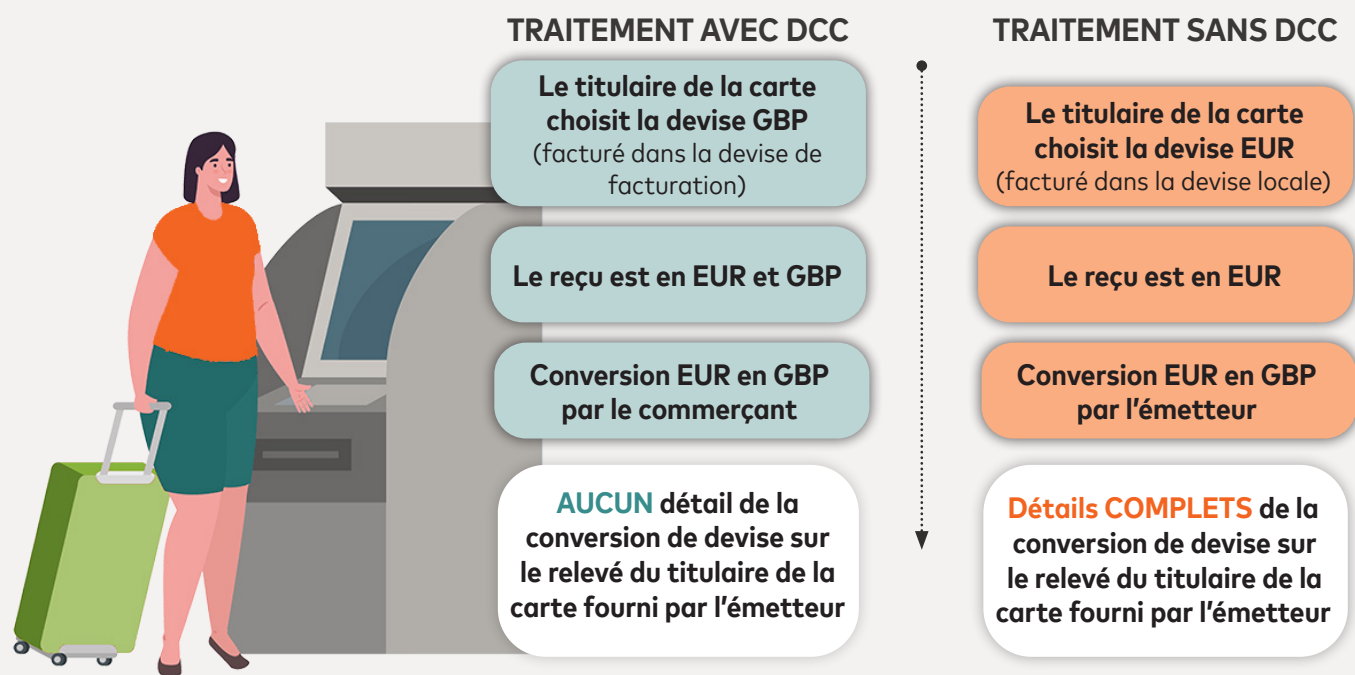 TRAITEMENT AVEC DCC
Le titulaire de la carte
choisit la devise GBP
(facturé dans la devise de
facturation)
Le reçu est en EUR et GBP
Conversion EUR en GBP
par le commerçant
AUCUN détail de la
conversion de devise sur
le relevé du titulaire de la
carte fourni par l'émetteur
TRAITEMENT SANS DCC
Le titulaire de la carte
choisit la devise EUR
(facturé dans la devise locale)
Le reçu est en EUR
Conversion EUR en GBP
par l'émetteur
Détails COMPLETS de la
conversion de devise sur
le relevé du titulaire de la
carte fourni par l'émetteur